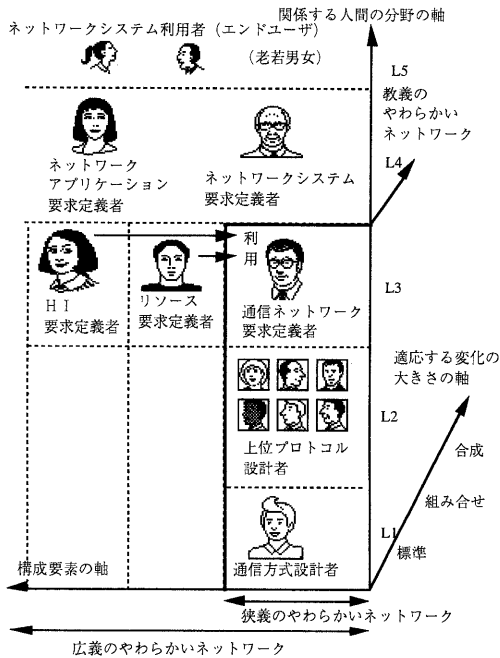 関係する人間の分野の軸
ネットワークシステム利用者(エンドユーザ)
(老若男女)
L5
教義の
やわらかい
ネットワーク
L4
ネットワーク
アプリケーション
要求定義者
ネットワークシステム
要求定義者
利
用
HI
要求定義者
リソース
要求定義者
通信ネットワーク
要求定義者
L3
適応する変化の
大きさの軸
L2
上位プロトコル
設計者
合成
組み合せ
L1
標準
構成要素の軸
通信方式設計者
狭義のやわらかいネットワーク
広義のやわらかいネットワーク